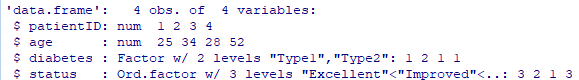 'data.frame':   4 obs. of  4 variables:
 $ patientID: num  1 2 3 4
 $ age      : num  25 34 28 52
 $ diabetes : Factor w/ 2 levels "Type1","Type2": 1 2 1 1
 $ status   : Ord.factor w/ 3 levels "Excellent"<"Improved"<..: 3 2 1 3